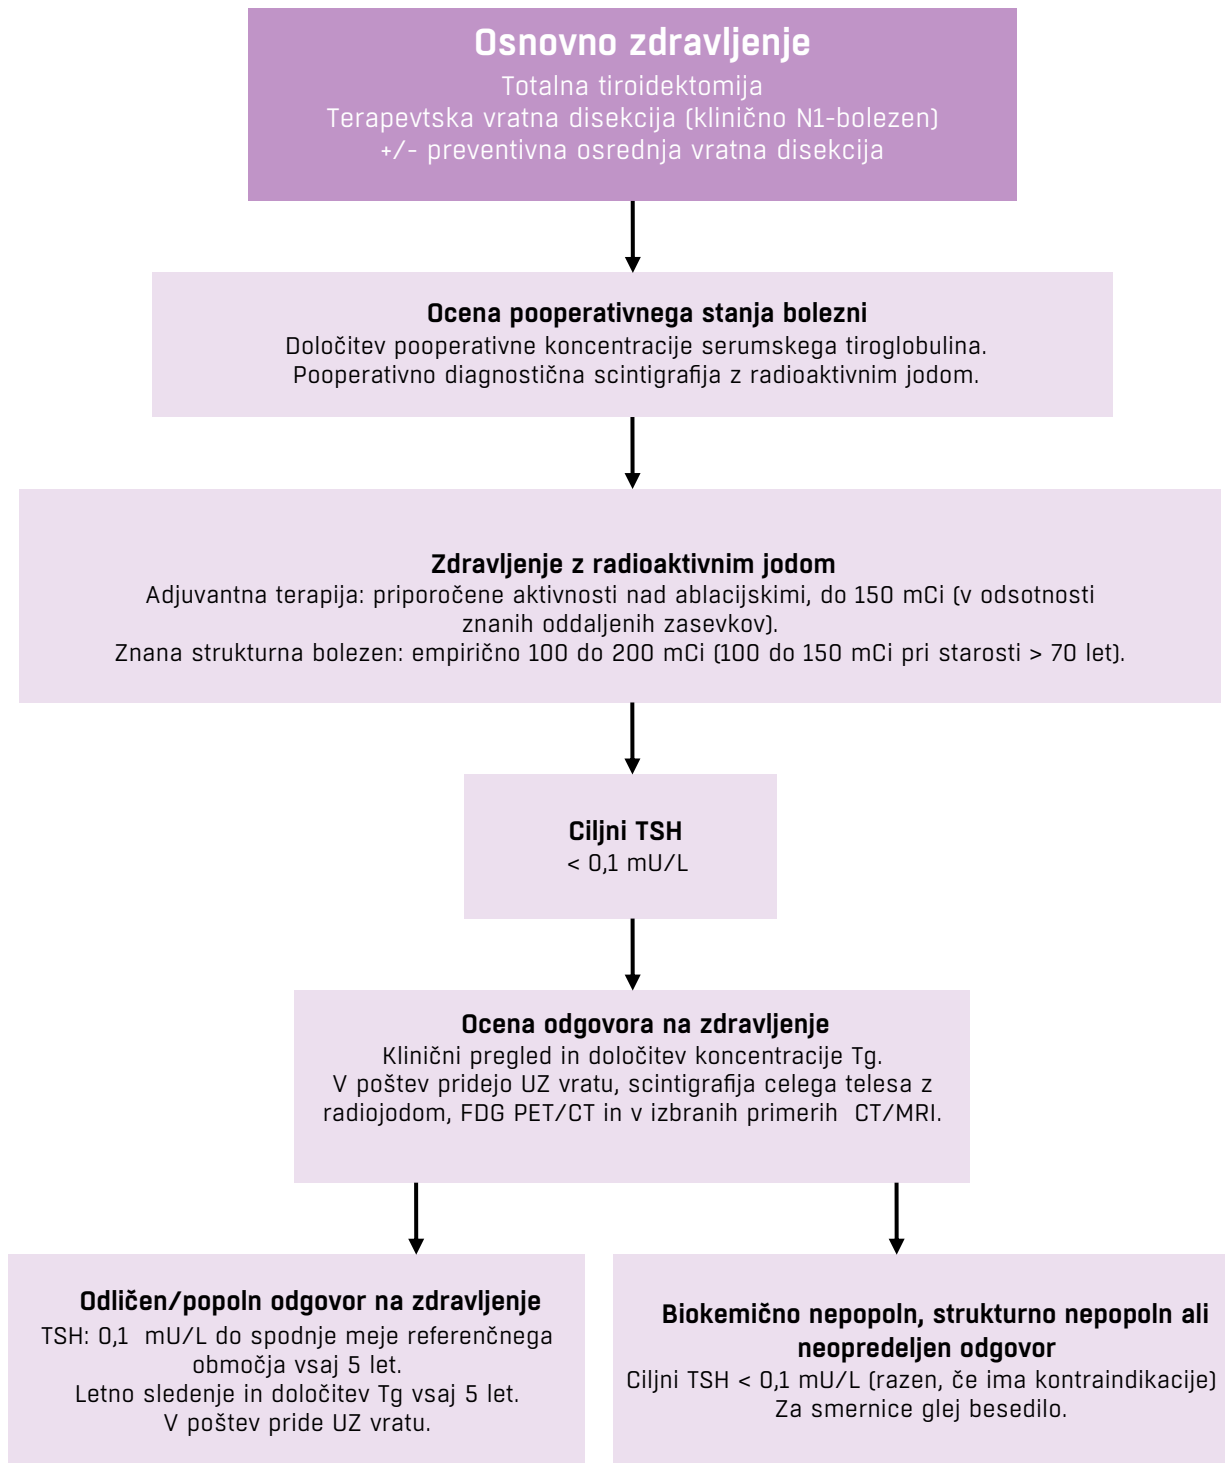 Osnovno zdravljenje
Totalna tiroidektomija
Terapevtska vratna disekcija (klinično N1-bolezen)
+/- preventivna osrednja vratna disekcija
Ocena pooperativnega stanja bolezni
Določitev pooperativne koncentracije serumskega tiroglobulina.
Pooperativno diagnostična scintigrafija z radioaktivnim jodom.
Zdravljenje z radioaktivnim jodom
Adjuvantna terapija: priporočene aktivnosti nad ablacijskimi, do 150 mCi (v odsotnosti
znanih oddaljenih zasevkov).
Znana strukturna bolezen: empirično 100 do 200 mCi (100 do 150 mCi pri starosti > 70 let).
Ciljni TSH
< 0,1 mU/L
Ocena odgovora na zdravljenje
Klinični pregled in določitev koncentracije Tg.
V poštev pridejo UZ vratu, scintigrafija celega telesa z
radiojodom, FDG PET/CT in v izbranih primerih CT/MRI.
Odličen/popoln odgovor na zdravljenje
TSH: 0,1 mU/L do spodnje meje referenčnega
območja vsaj 5 let.
Letno sledenje in določitev Tg vsaj 5 let.
V poštev pride UZ vratu.
Biokemično nepopoln, strukturno nepopoln ali
neopredeljen odgovor
Ciljni TSH < 0,1 mU/L (razen, če ima kontraindikacije)
Za smernice glej besedilo.